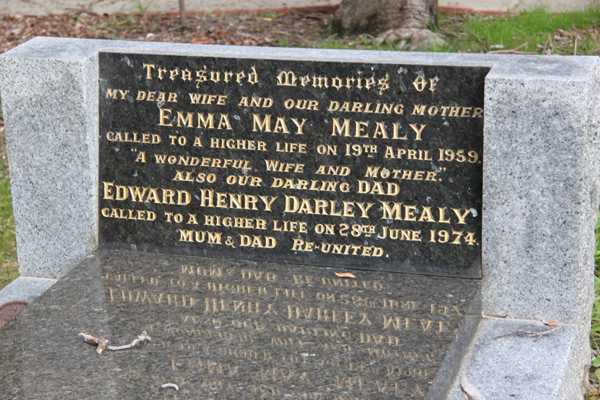 Treasured Memories of
MY DEAR WIFE AND OUR DARLING MOTHER
EMMA MAY MEALY
CALLED TO A HIGHER LIFE ON 19TH APRIL 1959.
"A WONDERFUL WIFE AND MOTHER."
ALSO OUR DARLING DAD
EDWARD HENRY DARLEY MEALY
CALLED TO A HIGHER LIFE ON 28TH JUNE 1974.
MUM & DAD RE-UNITED.